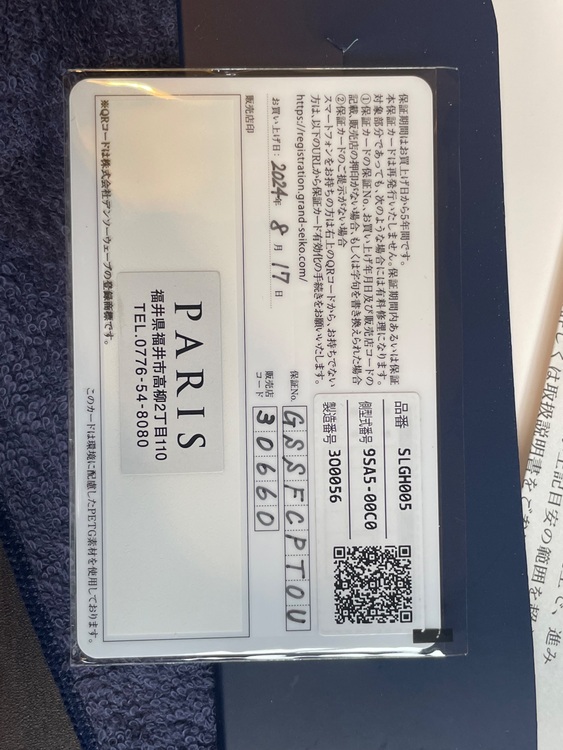 保証期間はお買上げ日から5年間です。
本保証カードは再発行いたしません。保証期間内あるいは保証
対象部分であっても、次のような場合には有料修理になります。
①保証カードの保証No.、お買い上げ年月日及び販売店コードの
記載、販売店の押印がない場合、もしくは字句を書き換えられた場合
②保証カードのご提示がない場合
スマートフォンをお持ちの方は右上のQRコードから、お持ちでない
方は、以下のURLから保証カード有効化の手続きをお願いいたします。
https://registration.grand-seiko.com/
お買い上げ日: 2024年 8月 17日
品番 SLGH005
側型式番号 9SA5-00C0
製造番号 300056
保証No. GSSFCPTOU
販売店
コード 30660
販売店印
PARIS
福井県福井市高柳2丁目110
TEL.0776-54-8080
※QRコードは株式会社デンソーウェーブの登録商標です。
このカードは環境に配慮したPETG素材を使用しております。